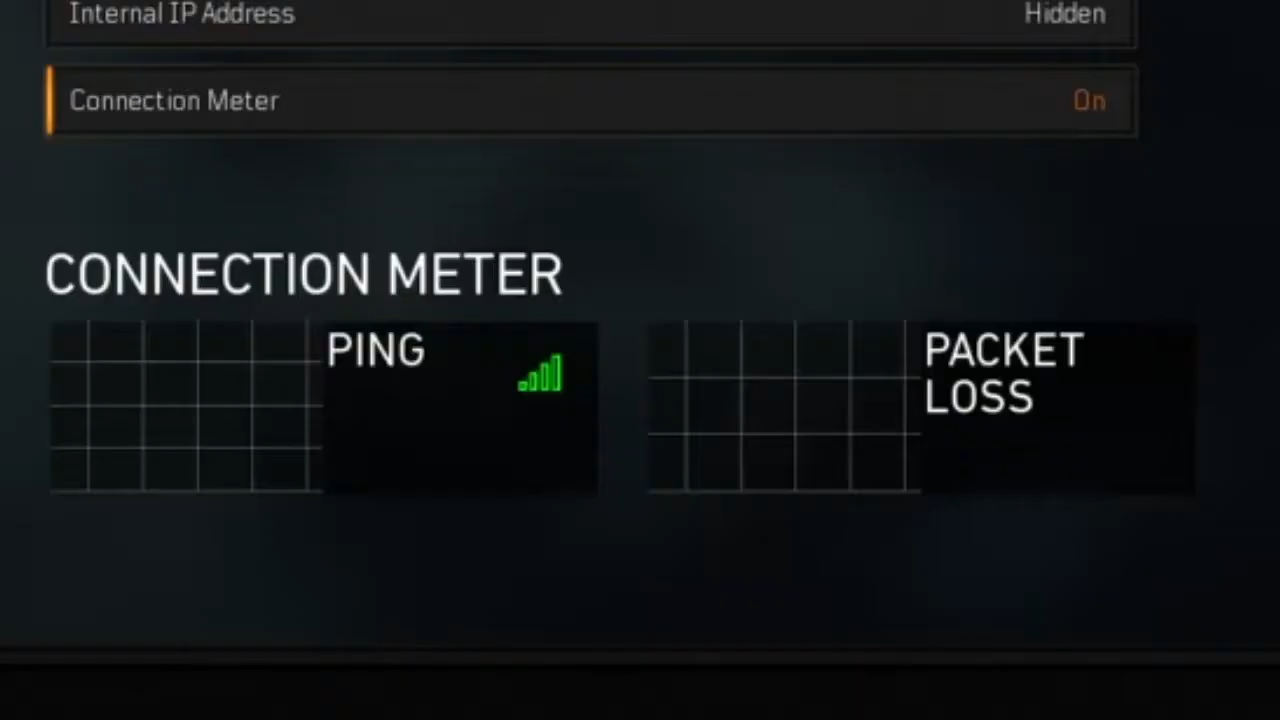 Internal IP Address Hidden
Connection Meter On
CONNECTION METER
PING
PACKET
LOSS